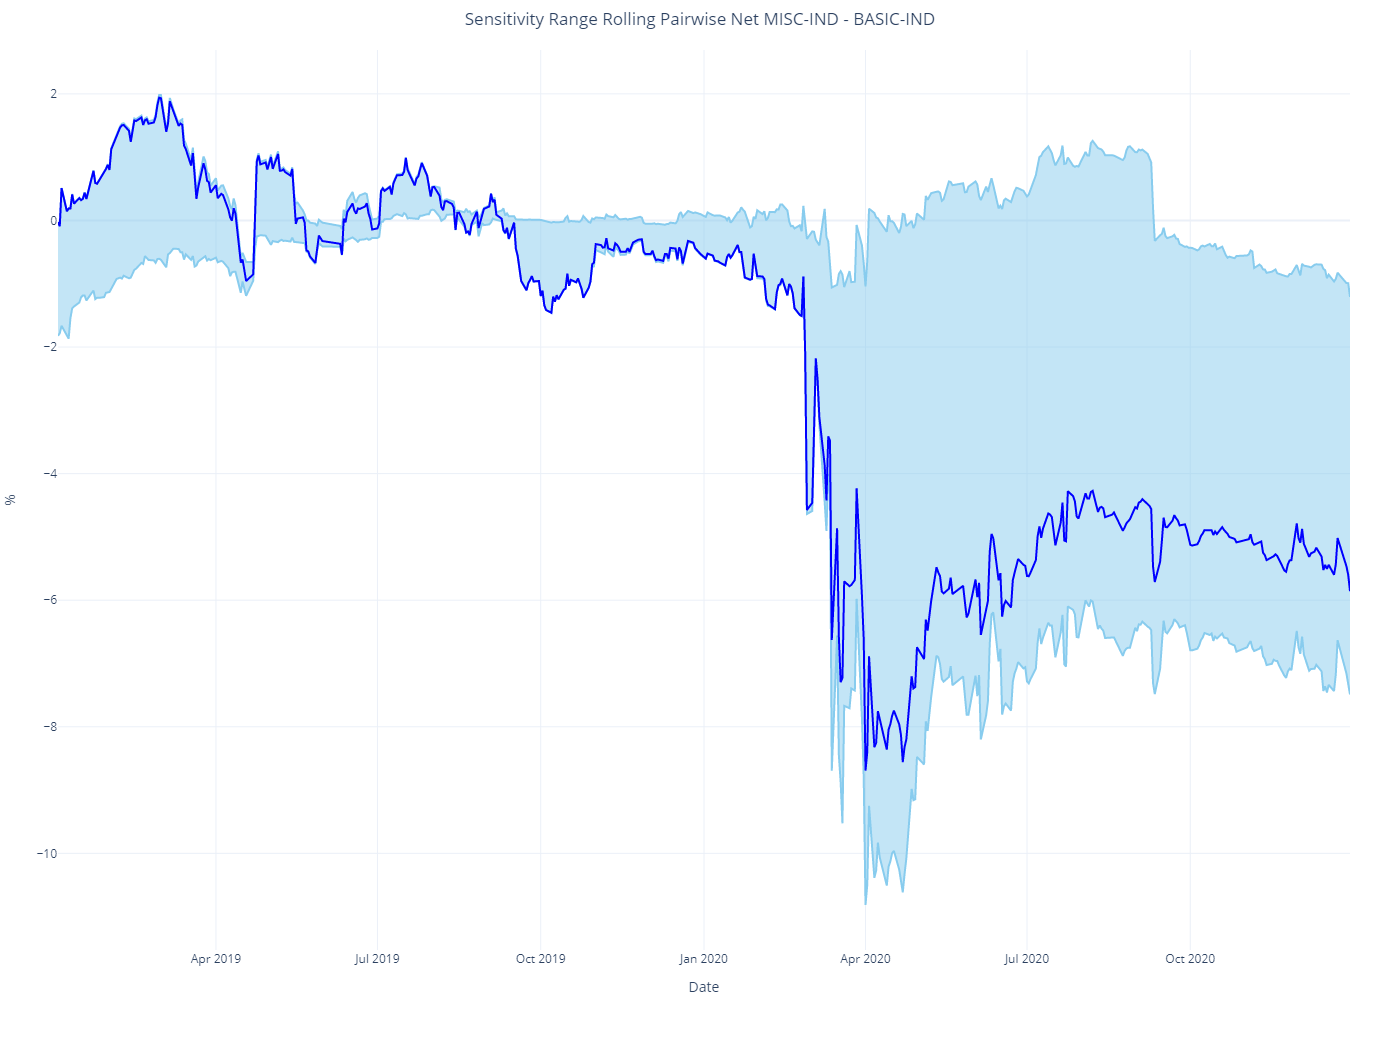 Sensitivity Range Rolling Pairwise Net MISC-IND - BASIC-IND
2
0
−2
−4
−6
−8
−10
%
Apr 2019
Jul 2019
Oct 2019
Jan 2020
Apr 2020
Jul 2020
Oct 2020
Date